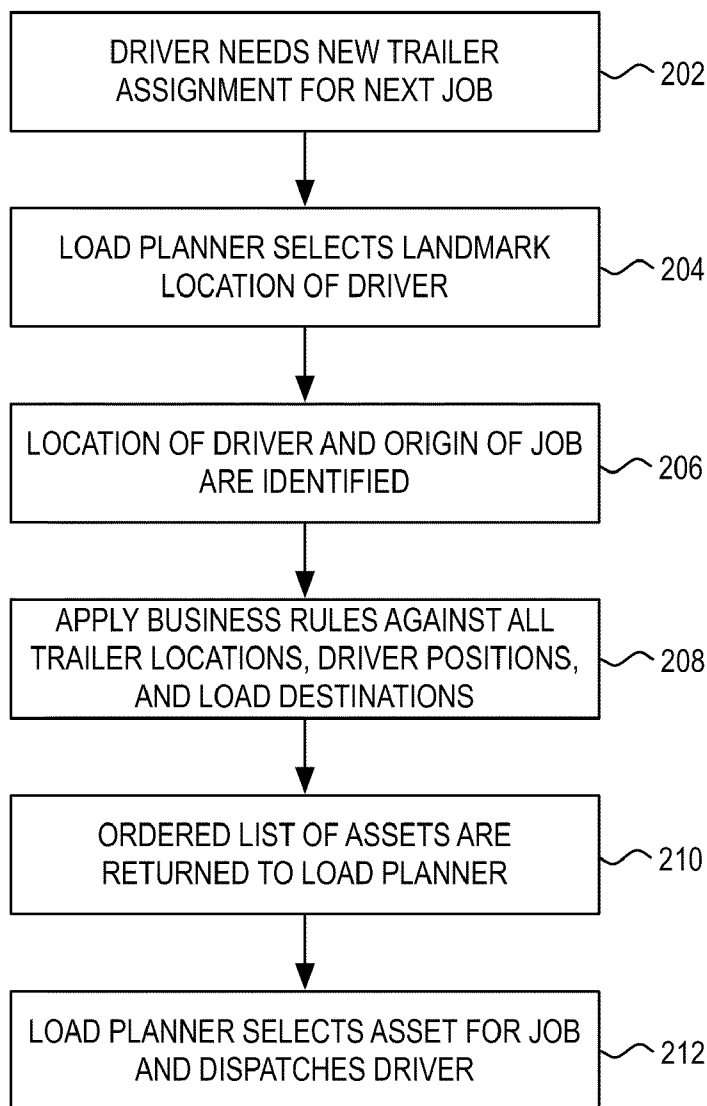 DRIVER NEEDS NEW TRAILER
ASSIGNMENT FOR NEXT JOB
202
LOAD PLANNER SELECTS LANDMARK
LOCATION OF DRIVER
204
LOCATION OF DRIVER AND ORIGIN OF JOB
ARE IDENTIFIED
206
APPLY BUSINESS RULES AGAINST ALL
TRAILER LOCATIONS, DRIVER POSITIONS,
AND LOAD DESTINATIONS
208
ORDERED LIST OF ASSETS ARE
RETURNED TO LOAD PLANNER
210
LOAD PLANNER SELECTS ASSET FOR JOB
AND DISPATCHES DRIVER
212